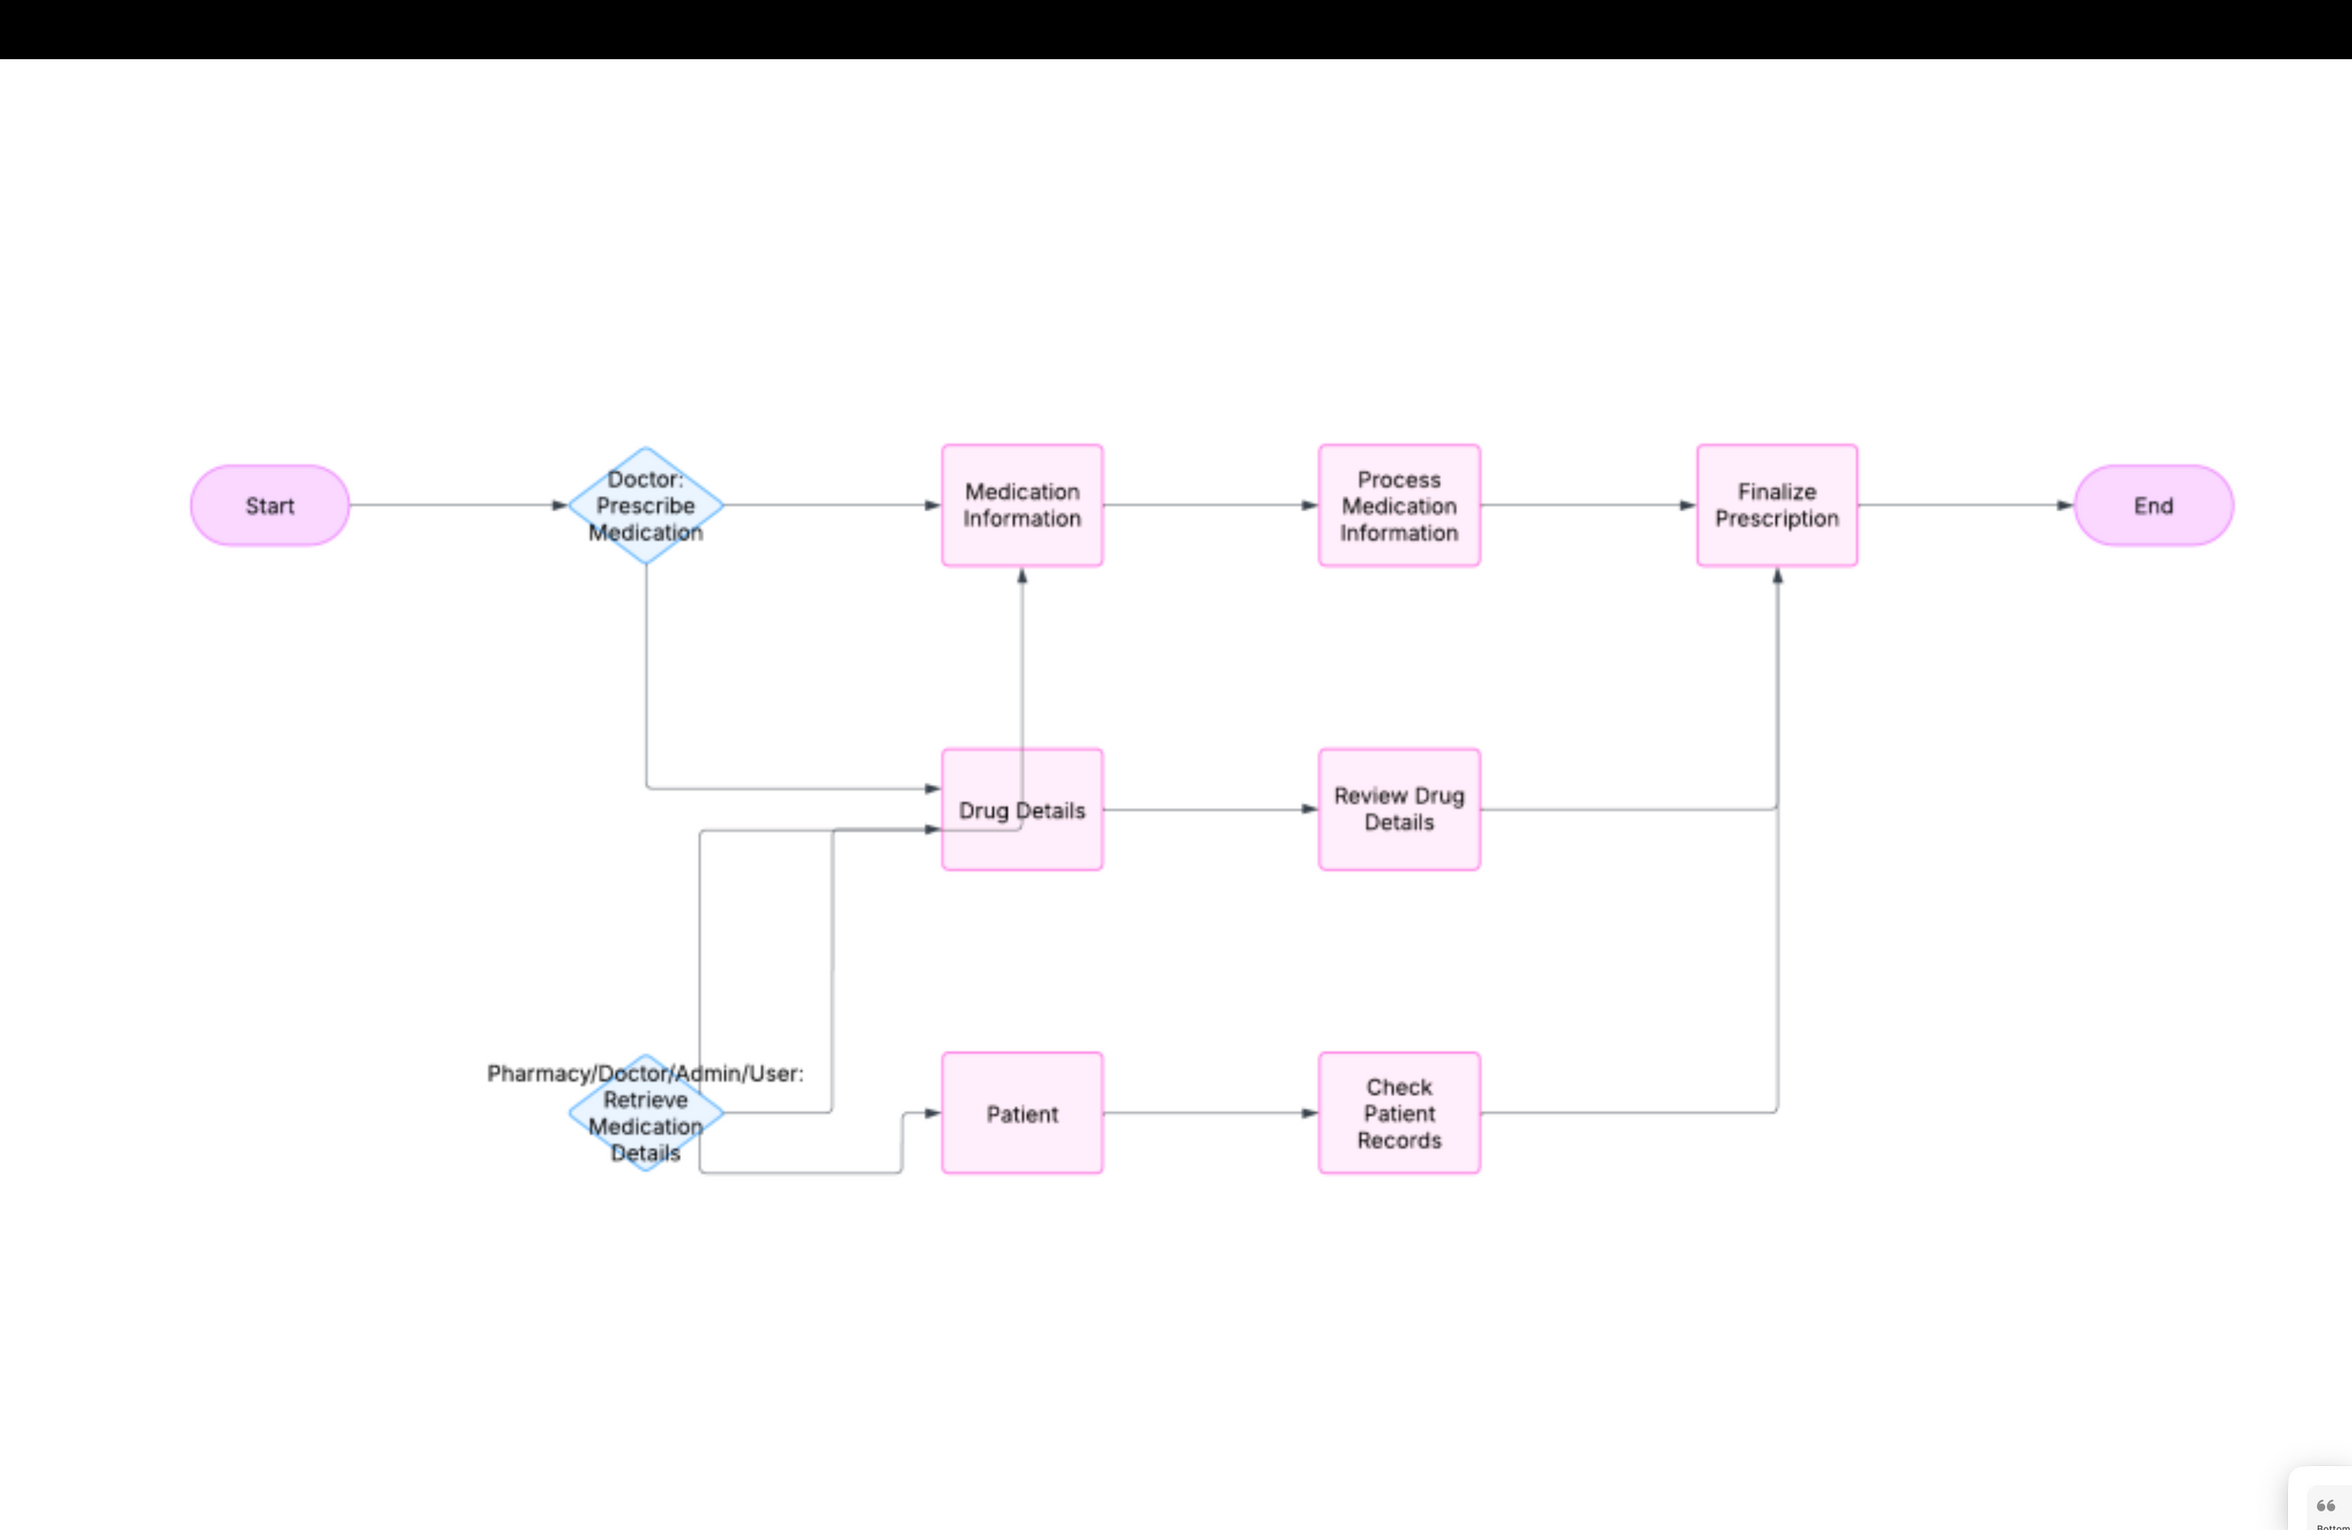 Start
Doctor:
Prescribe
Medication
Medication
Information
Process
Medication
Information
Finalize
Prescription
End
Drug Details
Review Drug
Details
Pharmacy/Doctor/Admin/User:
Retrieve
Medication
Details
Patient
Check
Patient
Records